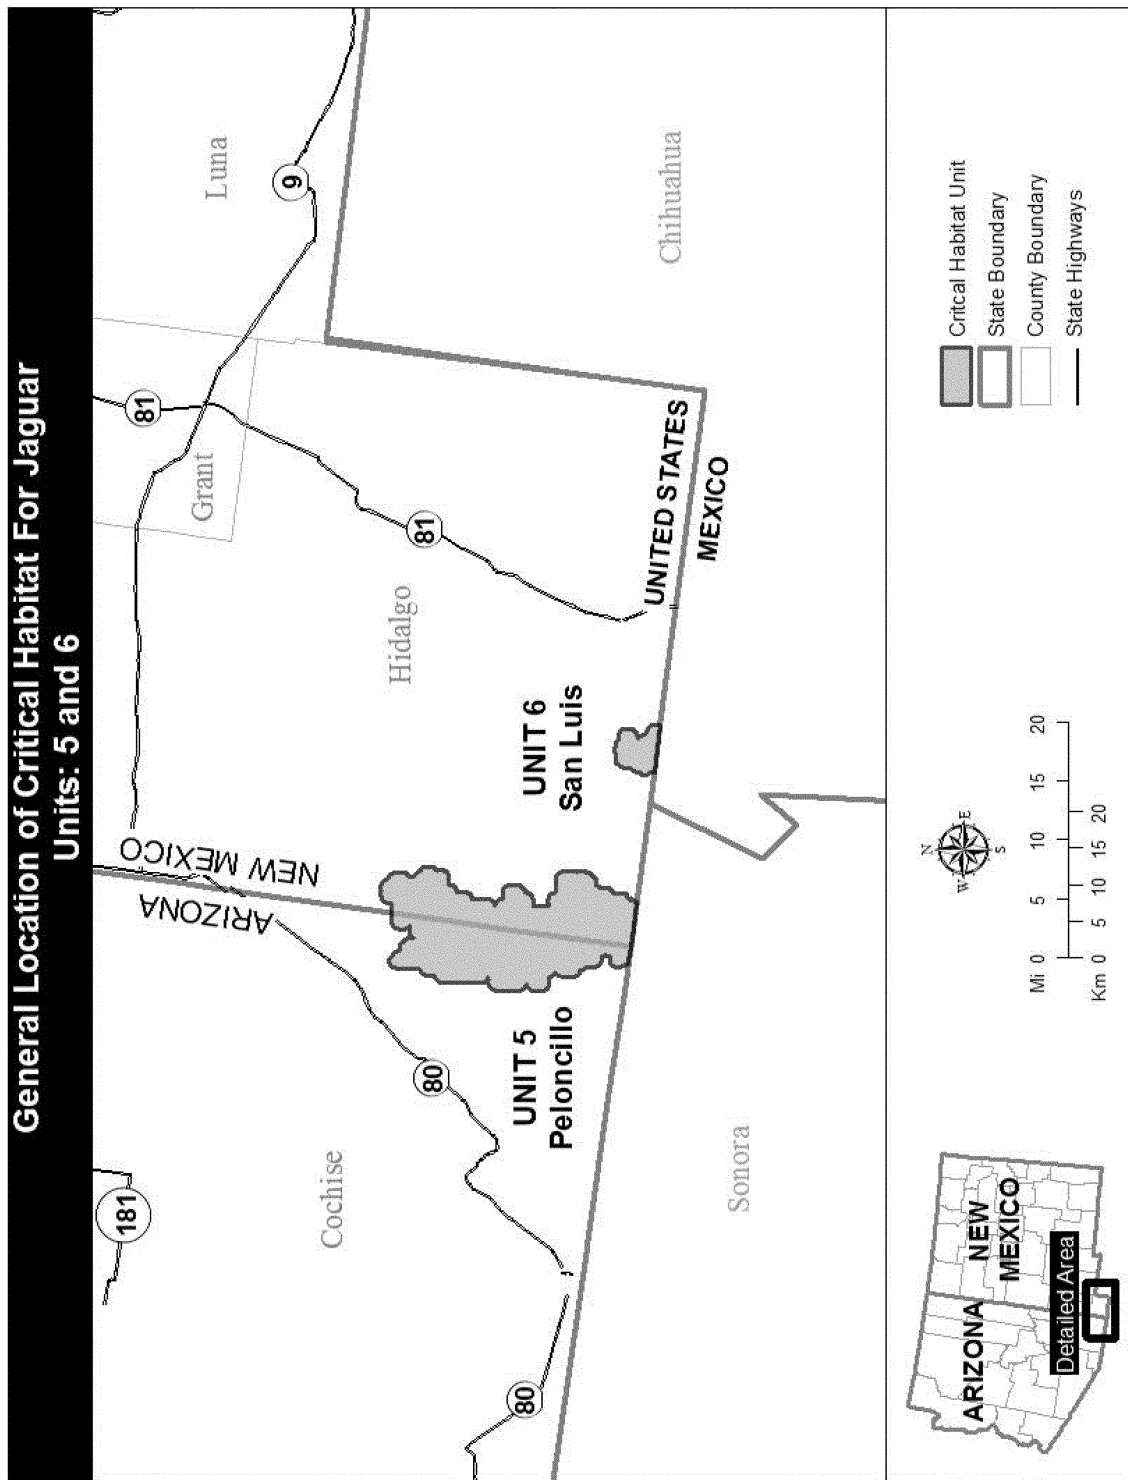 General Location of Critical Habitat For Jaguar
Units: 5 and 6
181
Cochise
80
80
ARIZONA
NEW MEXICO
81
Grant
Luna
9
Hidalgo
81
UNIT 5
Peloncillo
UNIT 6
San Luis
UNITED STATES
MEXICO
Sonora
Chihuahua
ARIZONA
NEW
MEXICO
Detailed Area
N
W
E
S
Mi 0 5 10 15 20
Km 0 5 10 15 20
Critcal Habitat Unit
State Boundary
County Boundary
State Highways